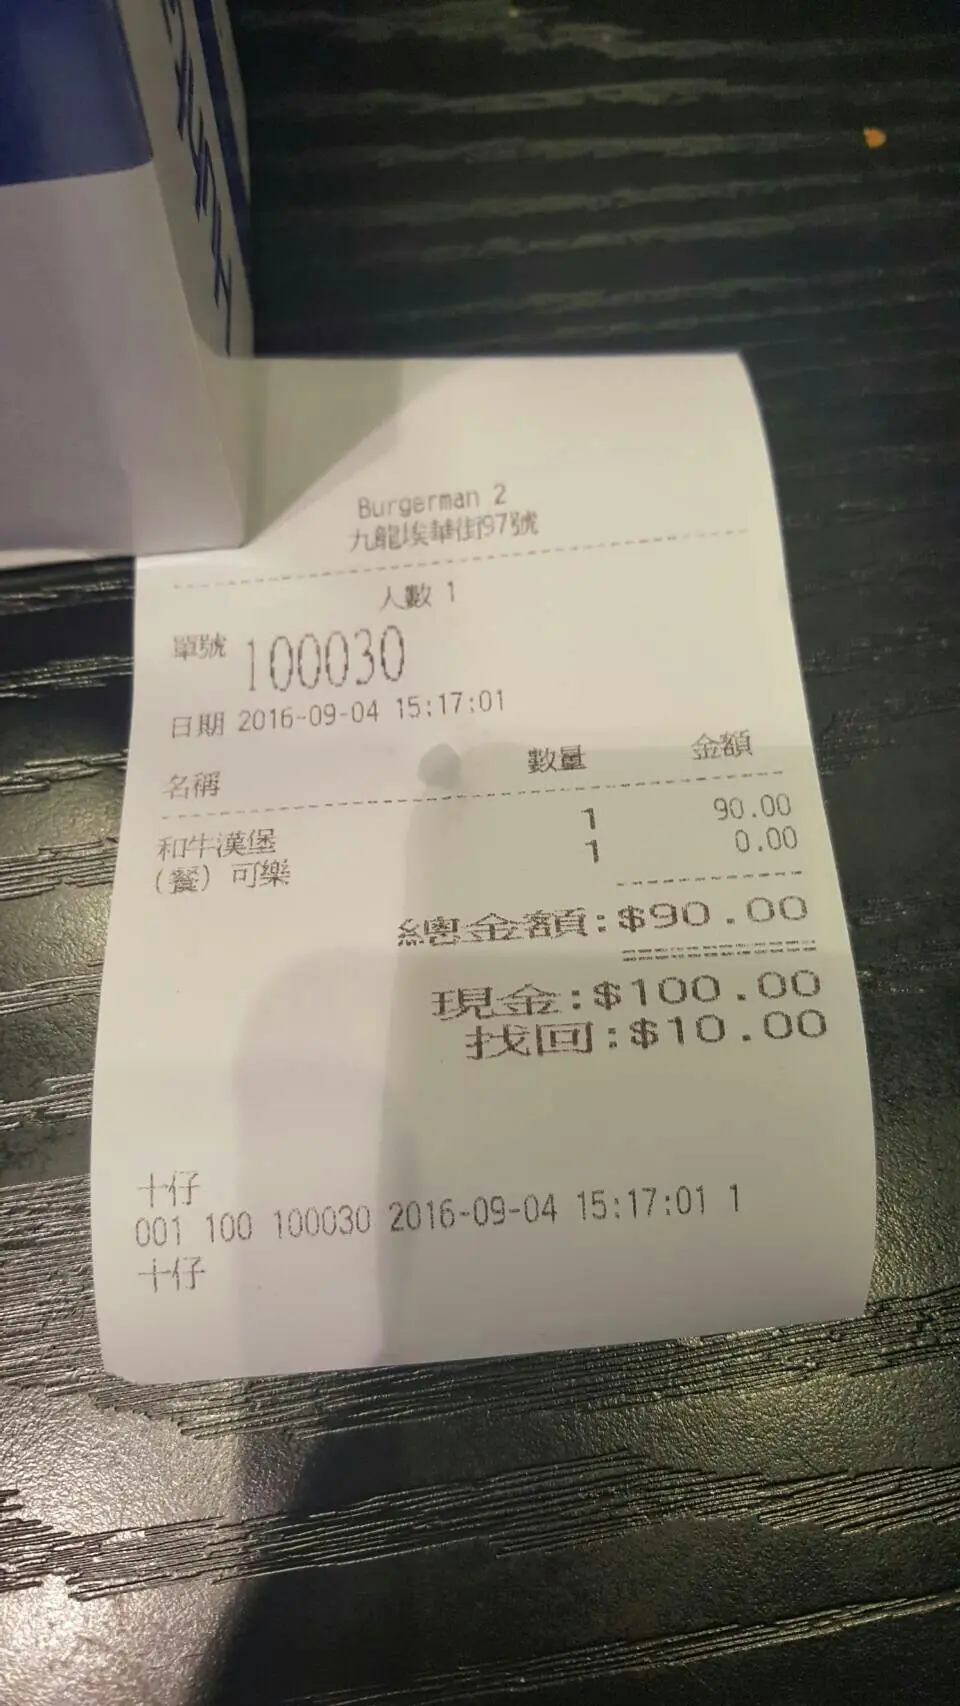 Burgerman 2
九龍埃華街97號
人數 1
單號 100030
日期 2016-09-04 15:17:01
名稱 數量 金額
和牛漢堡 1 90.00
(餐) 可樂 1 0.00
總金額:$90.00
現金:$100.00
找回:$10.00
十仔
001 100 100030 2016-09-04 15:17:01 1
十仔